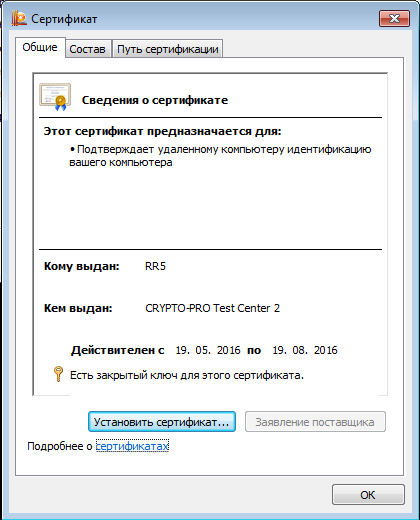 Сертификат
Общие Состав Путь сертификации
Сведения о сертификате
Этот сертификат предназначается для:
• Подтверждает удаленному компьютеру идентификацию
вашего компьютера
Кому выдан: RR5
Кем выдан: CRYPTO-PRO Test Center 2
Действителен с 19. 05. 2016 по 19. 08. 2016
Есть закрытый ключ для этого сертификата.
Установить сертификат... Заявление поставщика
Подробнее о сертификатах
ОК